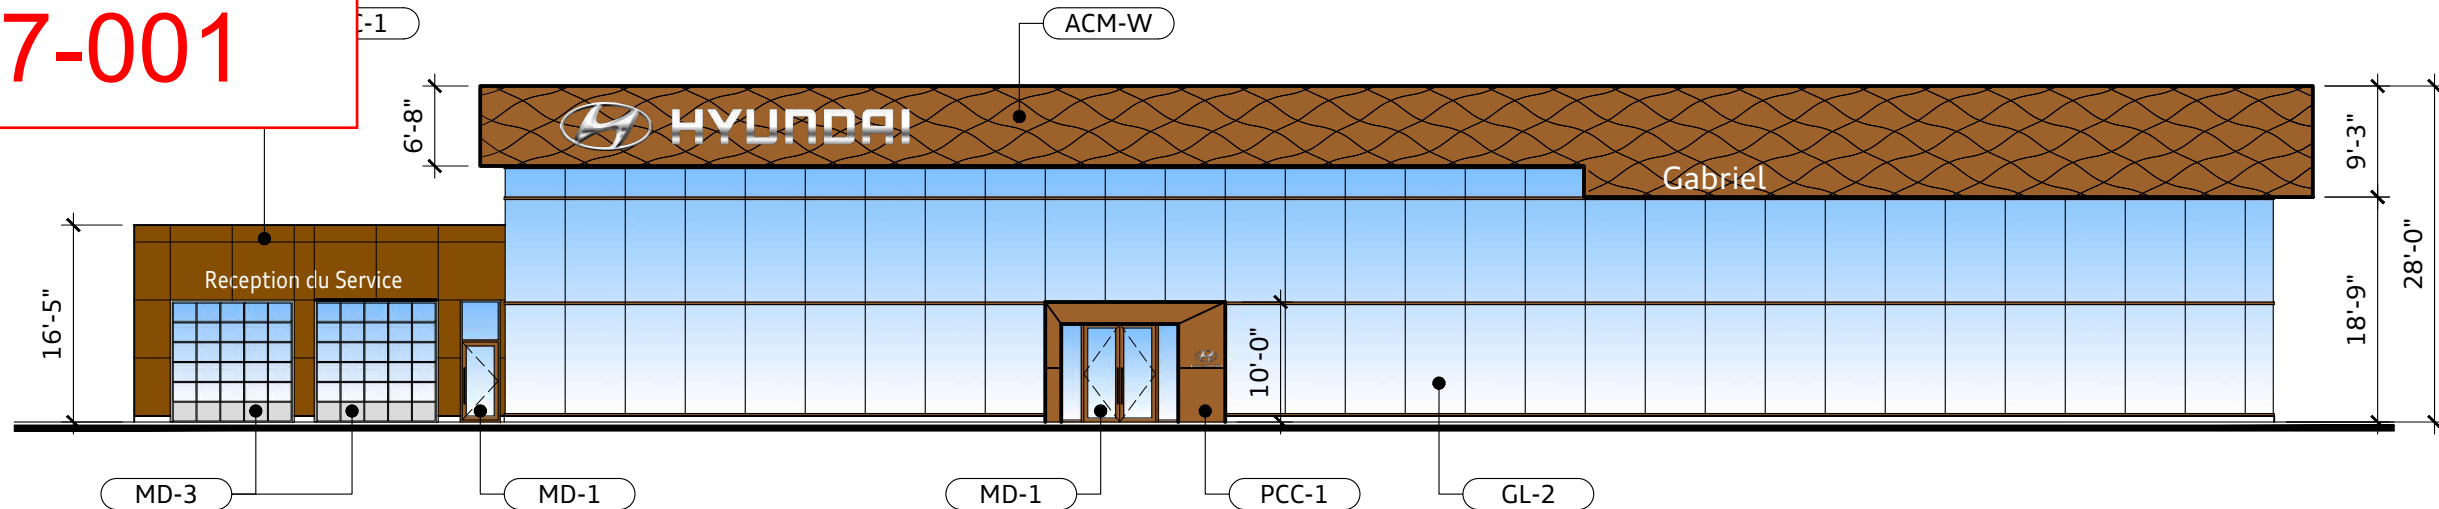 7-001
C-1
ACM-W
6'-8"
HYUNDAI
9'-3"
Gabriel
28'-0"
Reception du Service
16'-5"
10'-0"
18'-9"
MD-3
MD-1
MD-1
PCC-1
GL-2